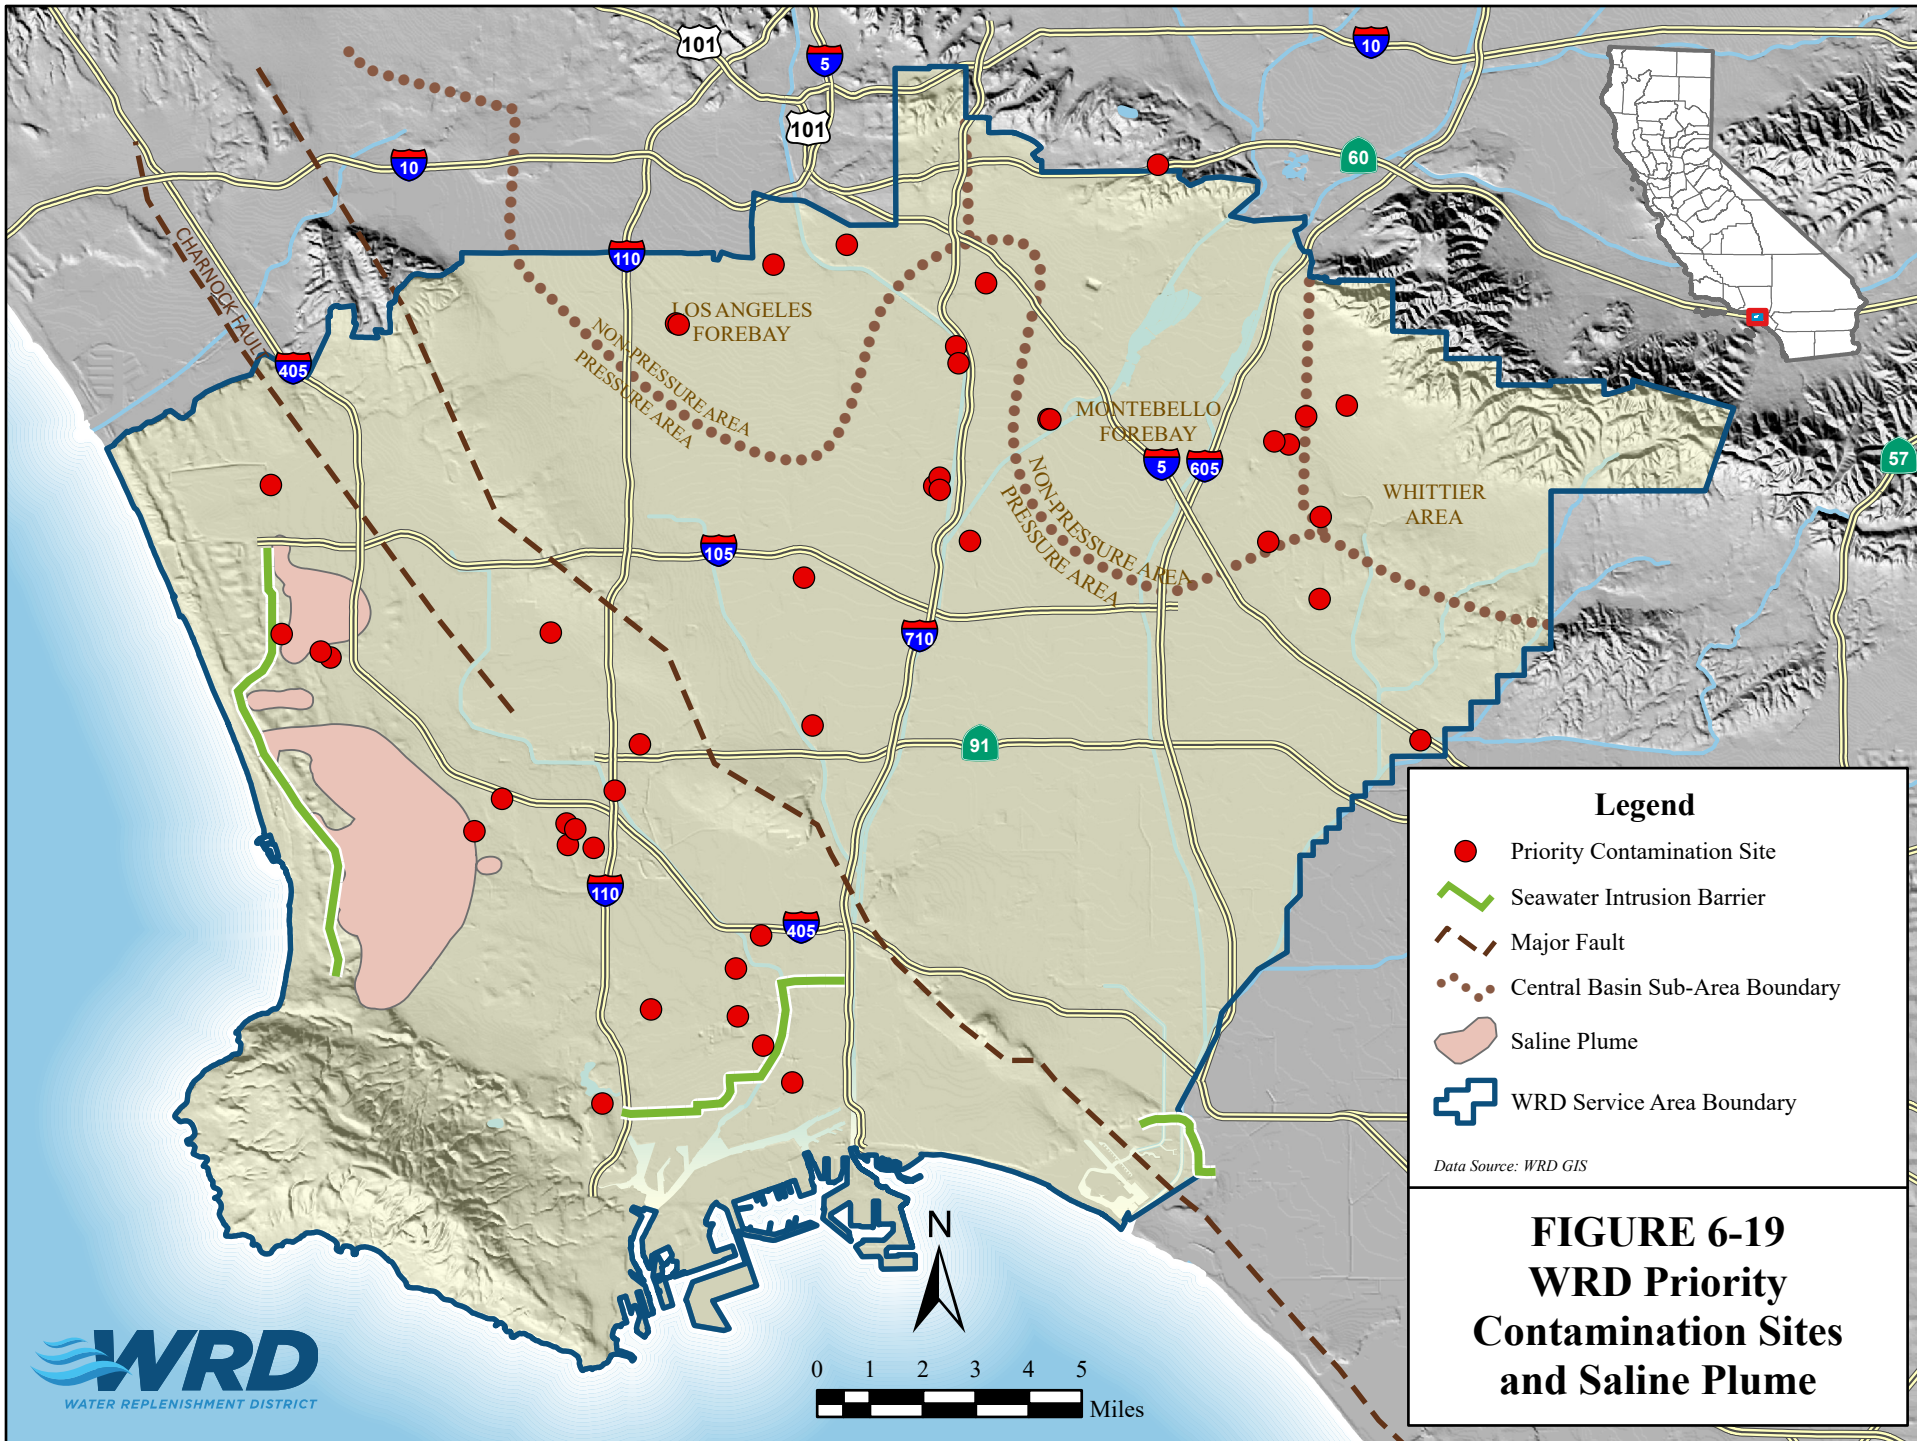 101
5
10
101
10
60
CHARNOCK FAULT
110
LOS ANGELES
FOREBAY
NON-PRESSURE AREA
PRESSURE AREA
405
MONTEBELLO
FOREBAY
5
605
57
NON-PRESSURE AREA
PRESSURE AREA
WHITTIER
AREA
105
710
91
110
405
Legend
Priority Contamination Site
Seawater Intrusion Barrier
Major Fault
Central Basin Sub-Area Boundary
Saline Plume
WRD Service Area Boundary
Data Source: WRD GIS
FIGURE 6-19
WRD Priority
Contamination Sites
and Saline Plume
N
0 1 2 3 4 5
Miles
WRD
WATER REPLENISHMENT DISTRICT